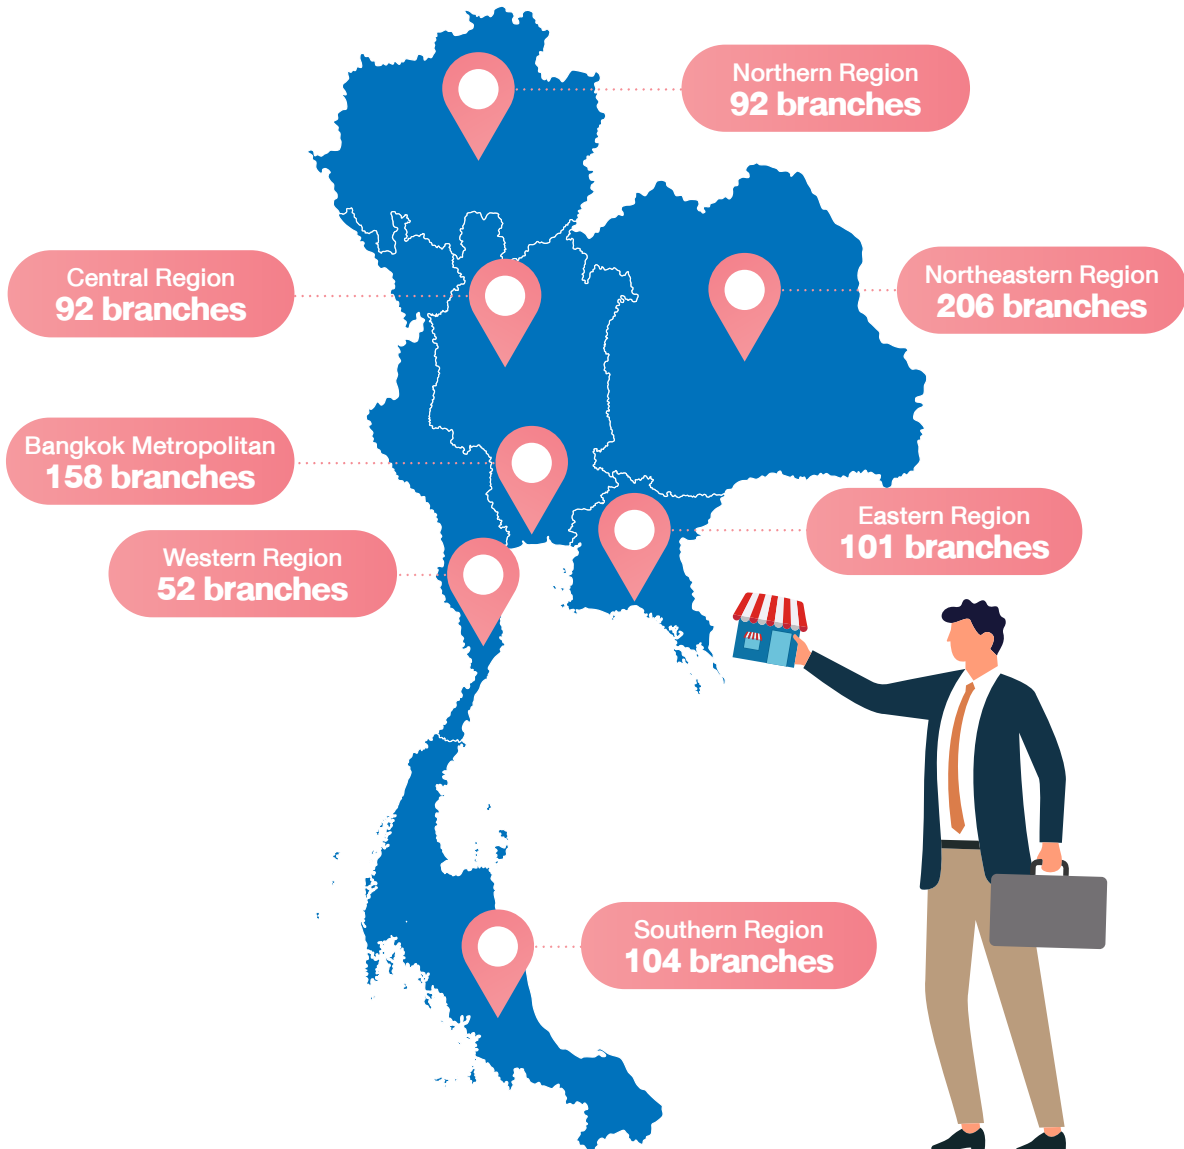 Northern Region
92 branches
Central Region
92 branches
Northeastern Region
206 branches
Bangkok Metropolitan
158 branches
Eastern Region
101 branches
Western Region
52 branches
Southern Region
104 branches